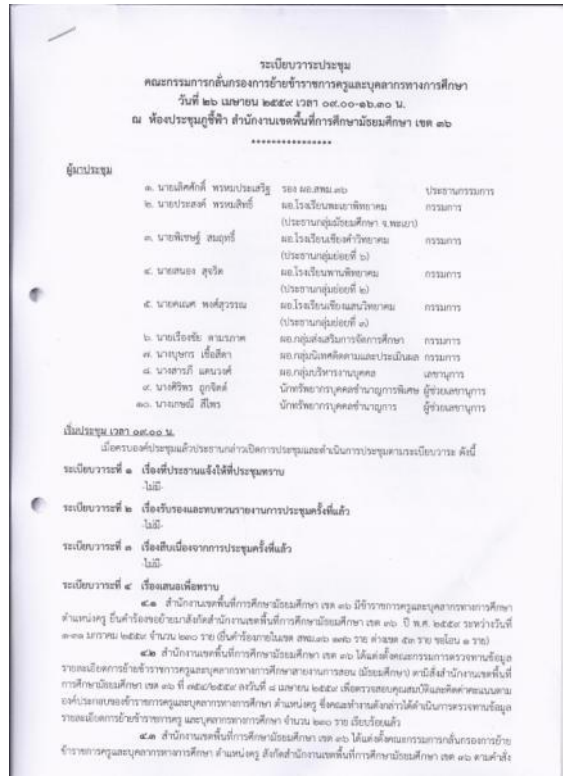 ระเบียบวาระประชุม
คณะกรรมการกลั่นกรองการย้ายข้าราชการครูและบุคลากรทางการศึกษา
วันที่ ๒๖ เมษายน ๒๕๕๙ เวลา ๐๙.๐๐-๑๖.๓๐ น.
ณ ห้องประชุมภูชี้ฟ้า สำนักงานเขตพื้นที่การศึกษามัธยมศึกษา เขต ๓๖
****************
ผู้มาประชุม
๑. นายเลิศศักดิ์ พรหมประเสริฐ รอง ผอ.สพม.๓๖ ประธานกรรมการ
๒. นายประสงค์ พรหมสิทธิ์ ผอ.โรงเรียนพะเยาพิทยาคม กรรมการ
(ประธานกลุ่มมัธยมศึกษา จ.พะเยา)
๓. นายพิเชษฐ์ สมฤทธิ์ ผอ.โรงเรียนเชียงคำวิทยาคม กรรมการ
(ประธานกลุ่มย่อยที่ ๖)
๔. นายสนอง สุจริต ผอ.โรงเรียนพานพิทยาคม กรรมการ
(ประธานกลุ่มย่อยที่ ๒)
๕. นายคเณศ พงศ์สุวรรณ ผอ.โรงเรียนเชียงแสนวิทยาคม กรรมการ
(ประธานกลุ่มย่อยที่ ๓)
๖. นายเรืองชัย ตามรภาค ผอ.กลุ่มส่งเสริมการจัดการศึกษา กรรมการ
๗. นางบุษกร เชื้อสีดา ผอ.กลุ่มนิเทศติดตามและประเมินผล กรรมการ
๘. นางสารภี แดนวงศ์ ผอ.กลุ่มบริหารงานบุคคล เลขานุการ
๙. นางศิริพร ถูกจิตต์ นักทรัพยากรบุคคลชำนาญการพิเศษ ผู้ช่วยเลขานุการ
๑๐. นางเกษณี สีไพร นักทรัพยากรบุคคลชำนาญการ ผู้ช่วยเลขานุการ
เริ่มประชุม เวลา ๐๙.๐๐ น.
เมื่อครบองค์ประชุมแล้วประธานกล่าวเปิดการประชุมและดำเนินการประชุมตามระเบียบวาระ ดังนี้
ระเบียบวาระที่ ๑ เรื่องที่ประธานแจ้งให้ที่ประชุมทราบ
-ไม่มี-
ระเบียบวาระที่ ๒ เรื่องรับรองและทบทวนรายงานการประชุมครั้งที่แล้ว
-ไม่มี-
ระเบียบวาระที่ ๓ เรื่องสืบเนื่องจากการประชุมครั้งที่แล้ว
-ไม่มี-
ระเบียบวาระที่ ๔ เรื่องเสนอเพื่อทราบ
๔.๑ สำนักงานเขตพื้นที่การศึกษามัธยมศึกษา เขต ๓๖ มีข้าราชการครูและบุคลากรทางการศึกษา
ตำแหน่งครู ยื่นคำร้องขอย้ายมาสังกัดสำนักงานเขตพื้นที่การศึกษามัธยมศึกษา เขต ๓๖ ปี พ.ศ. ๒๕๕๙ ระหว่างวันที่
๑-๓๑ มกราคม ๒๕๕๙ จำนวน ๒๓๐ ราย (ยื่นคำร้องภายในเขต สพม.๓๖ ๑๗๖ ราย ต่างเขต ๕๓ ราย ขอโอน ๑ ราย)
๔.๒ สำนักงานเขตพื้นที่การศึกษามัธยมศึกษา เขต ๓๖ ได้แต่งตั้งคณะกรรมการตรวจทานข้อมูล
รายละเอียดการย้ายข้าราชการครูและบุคลากรทางการศึกษาสายงานการสอน (มัธยมศึกษา) ตามคำสั่งสำนักงานเขตพื้นที่
การศึกษามัธยมศึกษา เขต ๓๖ ที่ ๑๕๔/๒๕๕๙ ลงวันที่ ๘ เมษายน ๒๕๕๙ เพื่อตรวจสอบคุณสมบัติและคิดค่าคะแนนตาม
องค์ประกอบของข้าราชการครูและบุคลากรทางการศึกษา ตำแหน่งครู ซึ่งคณะทำงานดังกล่าวได้ดำเนินการตรวจทานข้อมูล
รายละเอียดการย้ายข้าราชการครู และบุคลากรทางการศึกษา จำนวน ๒๓๐ ราย เรียบร้อยแล้ว
๔.๓ สำนักงานเขตพื้นที่การศึกษามัธยมศึกษา เขต ๓๖ ได้แต่งตั้งคณะกรรมการกลั่นกรองการย้าย
ข้าราชการครูและบุคลากรทางการศึกษา ตำแหน่งครู สังกัดสำนักงานเขตพื้นที่การศึกษามัธยมศึกษา เขต ๓๖ ตามคำสั่ง